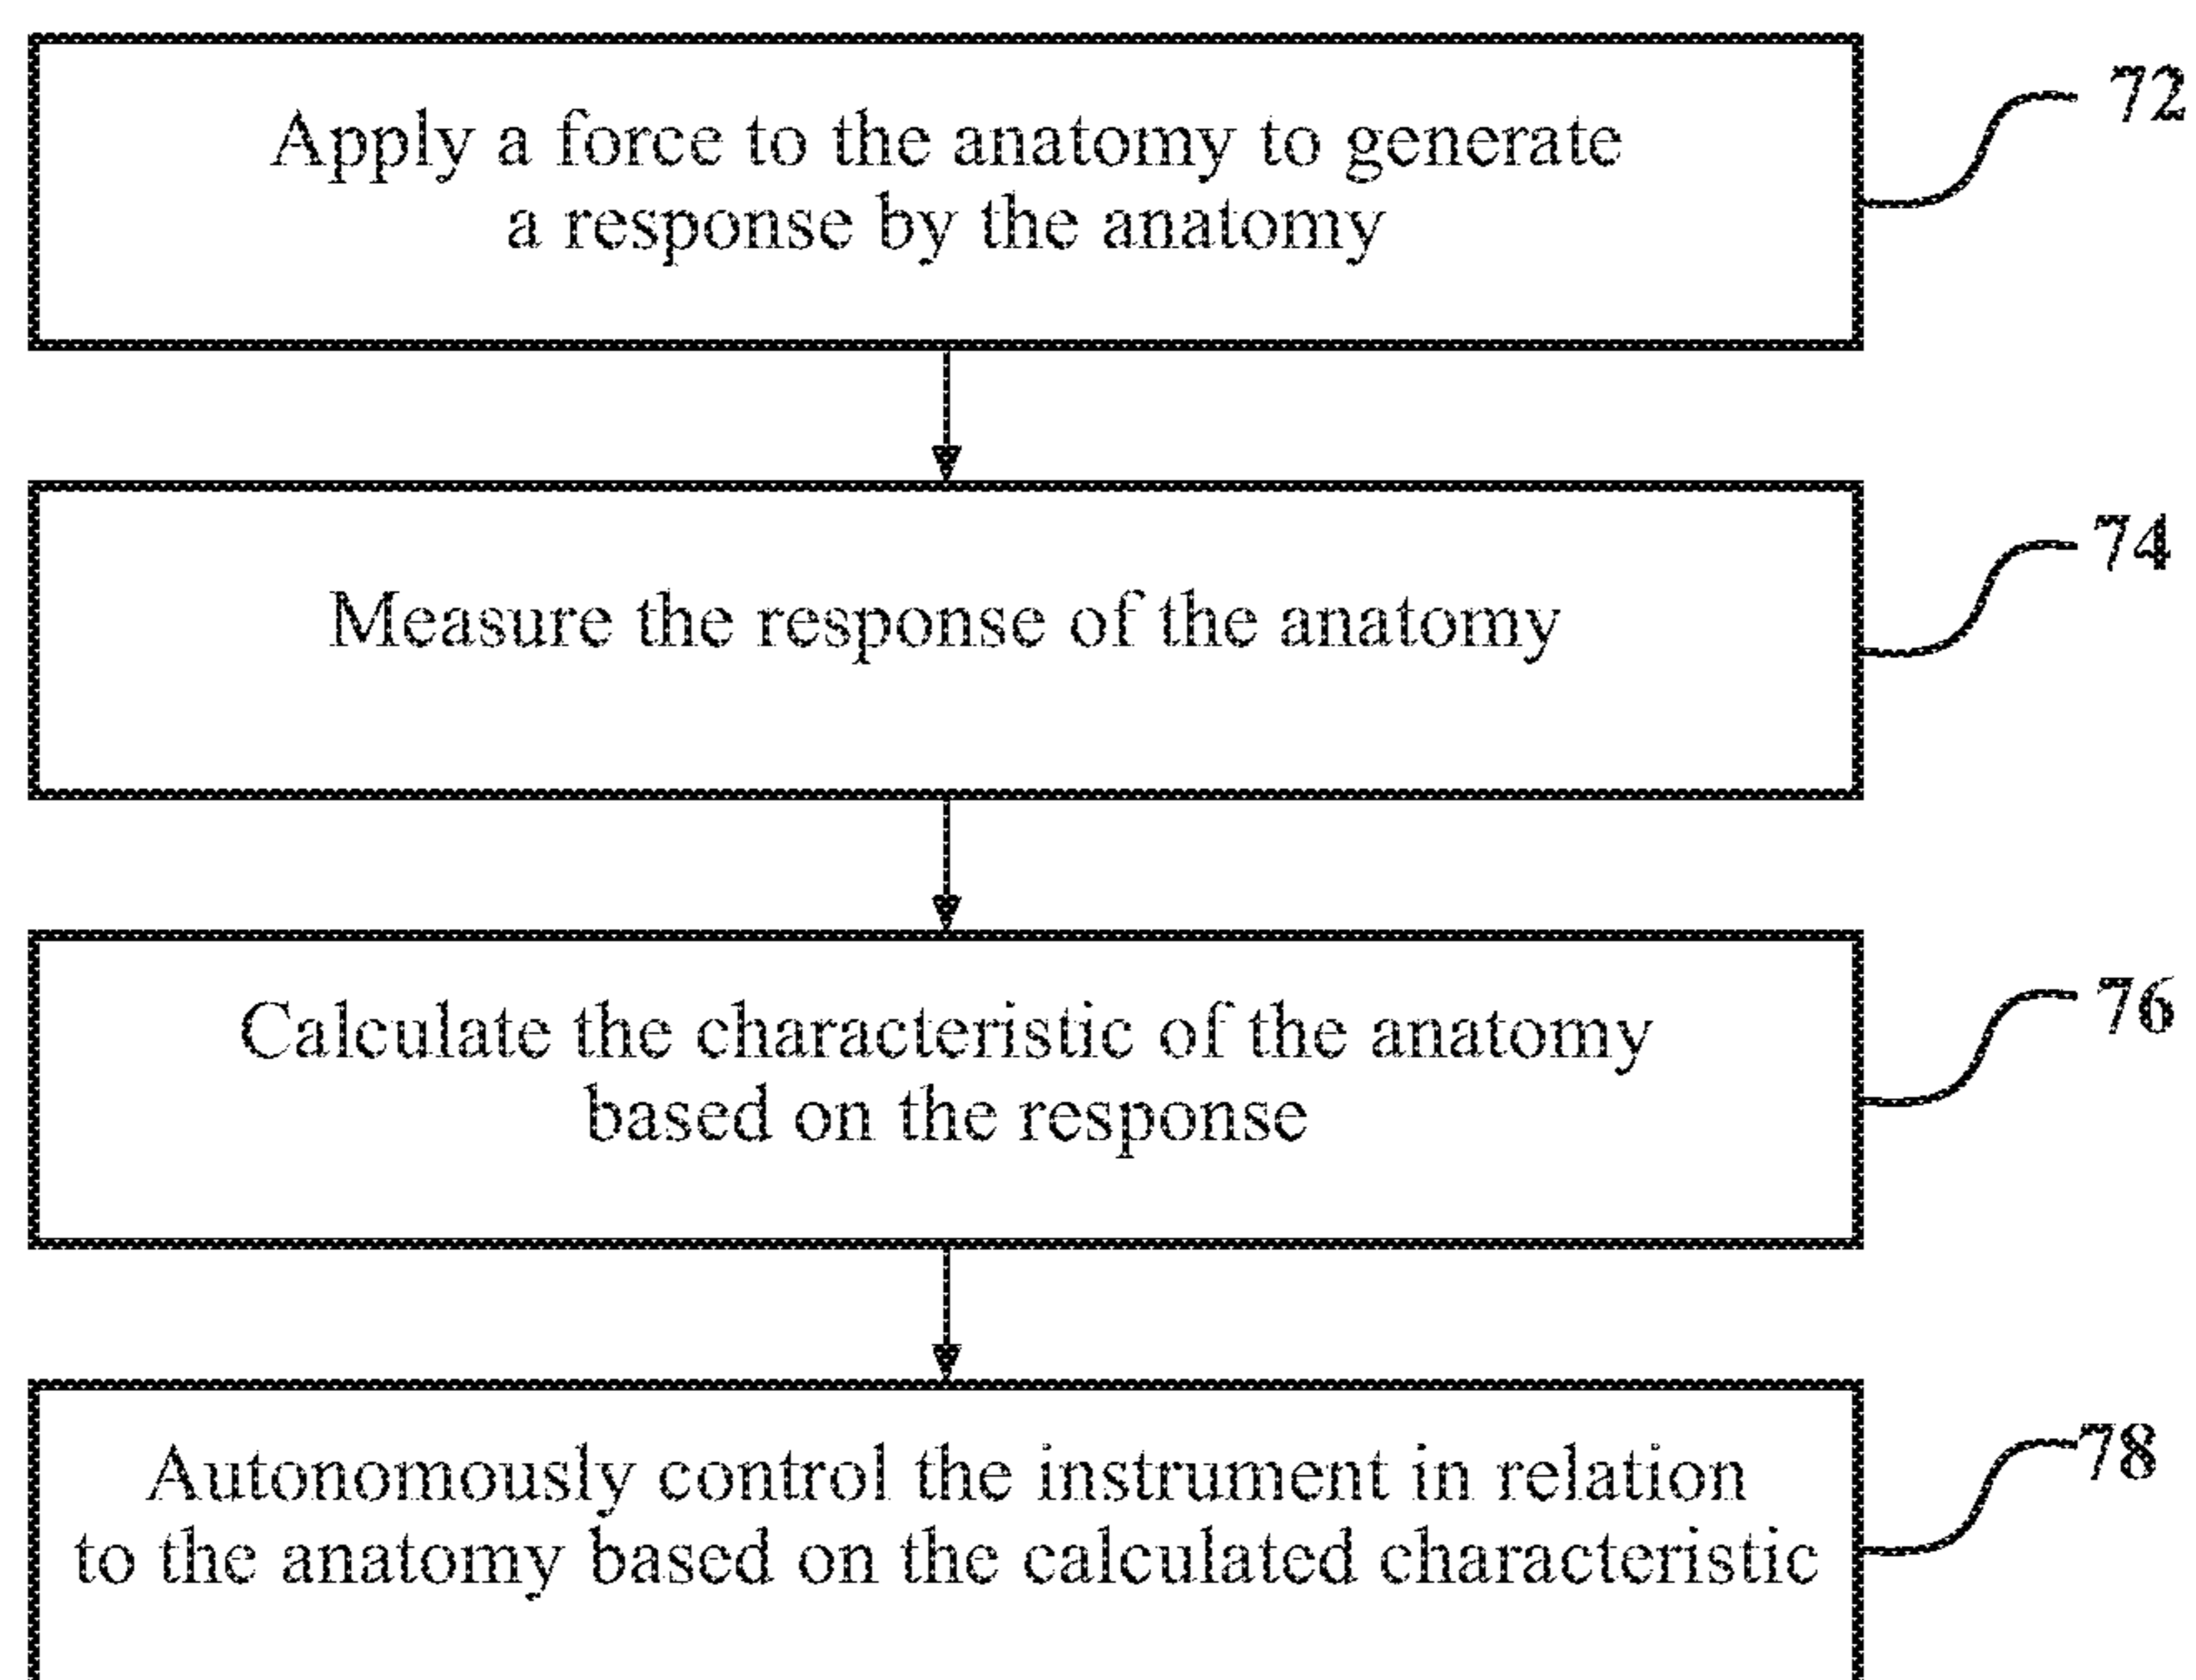 Apply a force to the anatomy to generate
a response by the anatomy
72
Measure the response of the anatomy
74
Calculate the characteristic of the anatomy
based on the response
76
Autonomously control the instrument in relation
to the anatomy based on the calculated characteristic
78